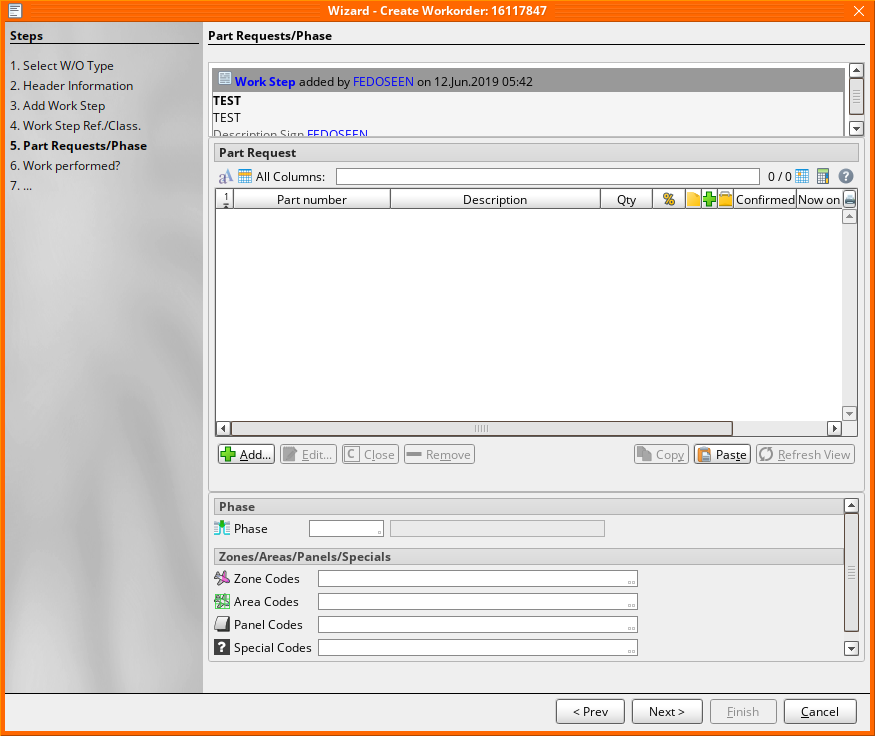 Wizard - Create Workorder: 16117847
Steps
1. Select W/O Type
2. Header Information
3. Add Work Step
4. Work Step Ref./Class.
5. Part Requests/Phase
6. Work performed?
7. ...
Part Requests/Phase
Work Step added by FEDOSEEN on 12.Jun.2019 05:42
TEST
TEST
Description Sign FEDOSEEN
Part Request
All Columns: 0 / 0
1 Part number Description Qty % Confirmed Now on
Add... Edit... Close Remove Copy Paste Refresh View
Phase
Phase
Zones/Areas/Panels/Specials
Zone Codes
Area Codes
Panel Codes
Special Codes
< Prev Next > Finish Cancel